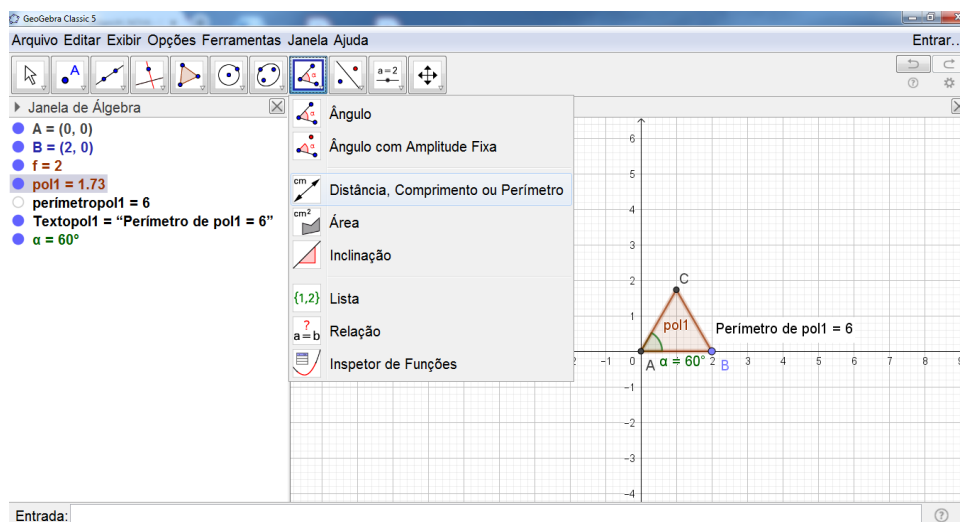 GeoGebra Classic 5
Arquivo Editar Exibir Opções Ferramentas Janela Ajuda
Entrar...
A
α
a=2
Janela de Álgebra
A = (0, 0)
B = (2, 0)
f = 2
pol1 = 1.73
perímetropol1 = 6
Textopol1 = “Perímetro de pol1 = 6”
α = 60°
Ângulo
Ângulo com Amplitude Fixa
cm Distância, Comprimento ou Perímetro
cm² Área
Inclinação
{1,2} Lista
? a=b Relação
Inspetor de Funções
6
5
4
3
2
1
C
pol1
Perímetro de pol1 = 6
−1 0 A α = 60° 2 B 3 4 5 6 7 8 9
−1
−2
−3
−4
Entrada: